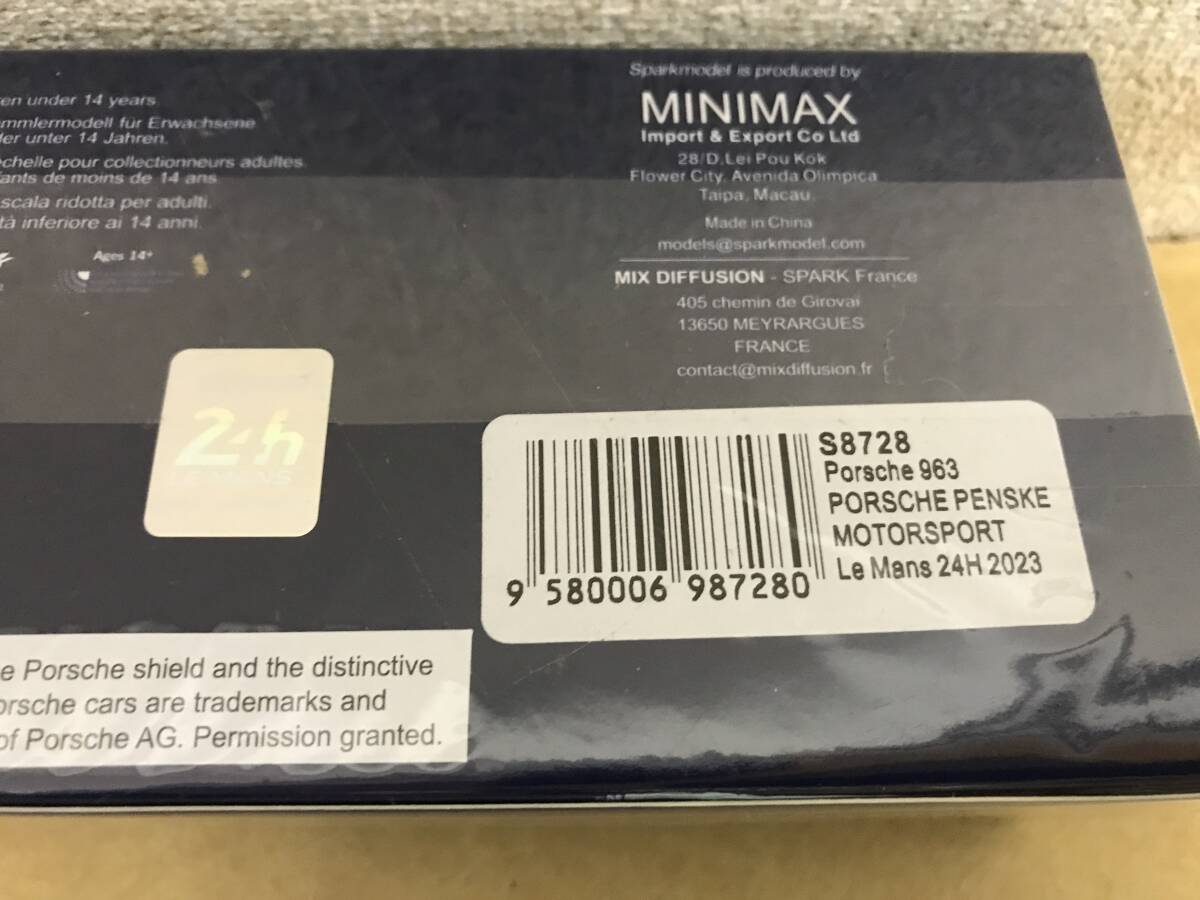 en under 14 years.
mmlermodell für Erwachsene
der unter 14 Jahren.
échelle pour collectionneurs adultes.
fants de moins de 14 ans
scala ridotta per adulti.
tà inferiore ai 14 anni.
Ages 14+
Sparkmodel is produced by
MINIMAX
Import & Export Co Ltd
28/D, Lei Pou Kok
Flower City, Avenida Olimpica
Taipa, Macau
Made in China
models@sparkmodel.com
MIX DIFFUSION - SPARK France
405 chemin de Girovai
13650 MEYRARGUES
FRANCE
contact@mixdiffusion.fr
24h
S8728
Porsche 963
PORSCHE PENSKE
MOTORSPORT
Le Mans 24H 2023
9 580006 987280
e Porsche shield and the distinctive
orsche cars are trademarks and
of Porsche AG. Permission granted.